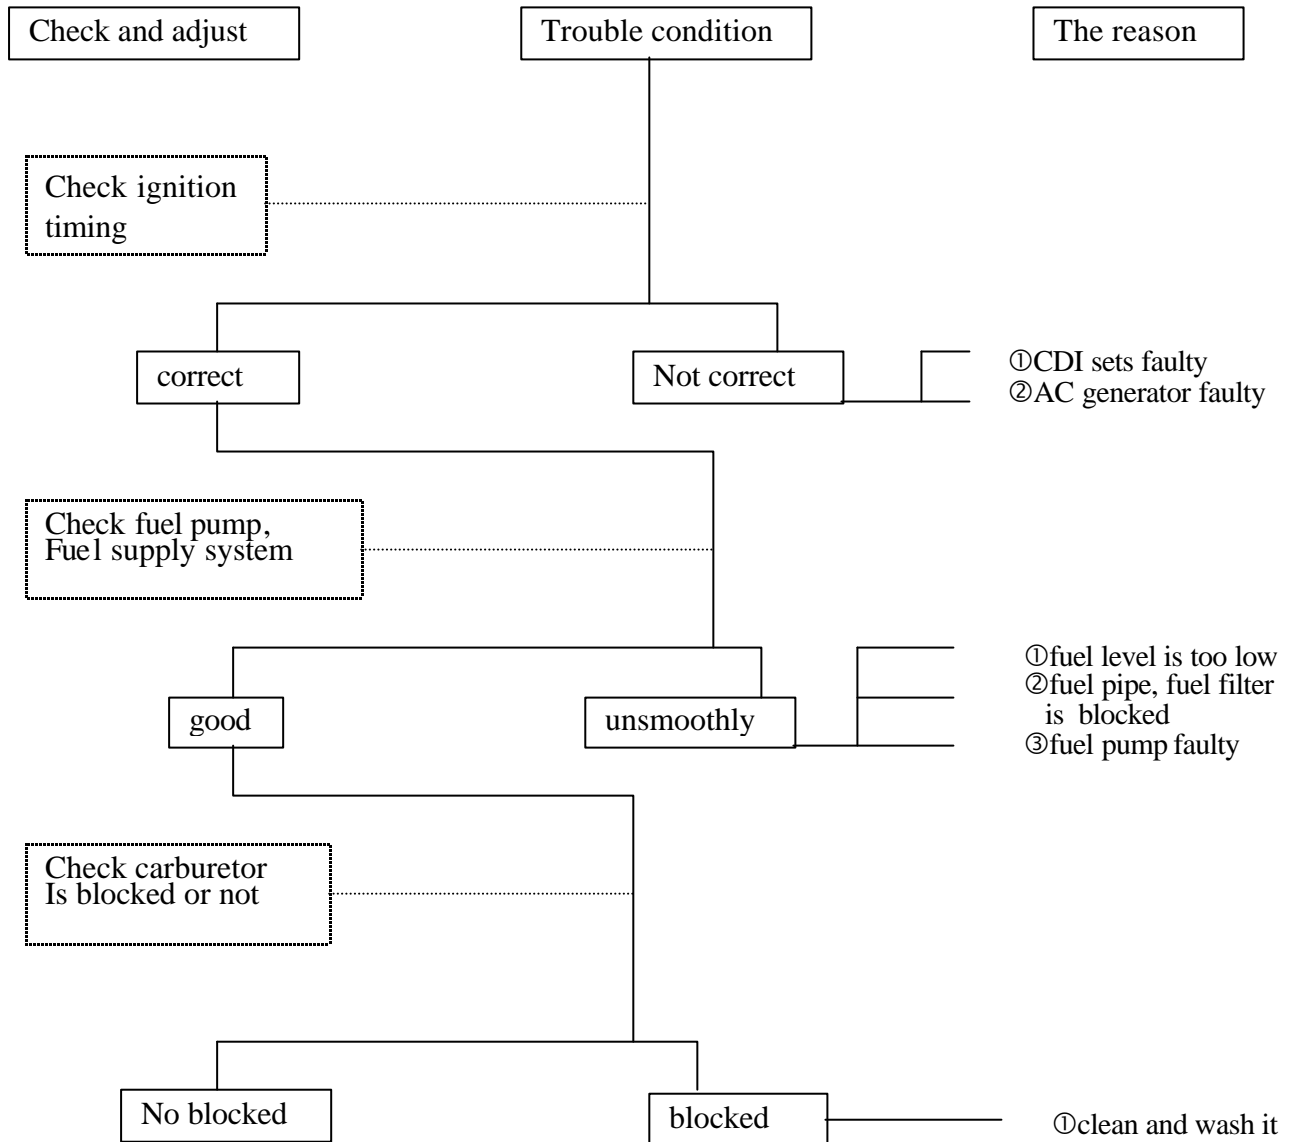 Check and adjust
Trouble condition
The reason
Check ignition
timing
correct
Not correct
①CDI sets faulty
②AC generator faulty
Check fuel pump,
Fuel supply system
good
unsmoothly
①fuel level is too low
②fuel pipe, fuel filter
is blocked
③fuel pump faulty
Check carburetor
Is blocked or not
No blocked
blocked
①clean and wash it